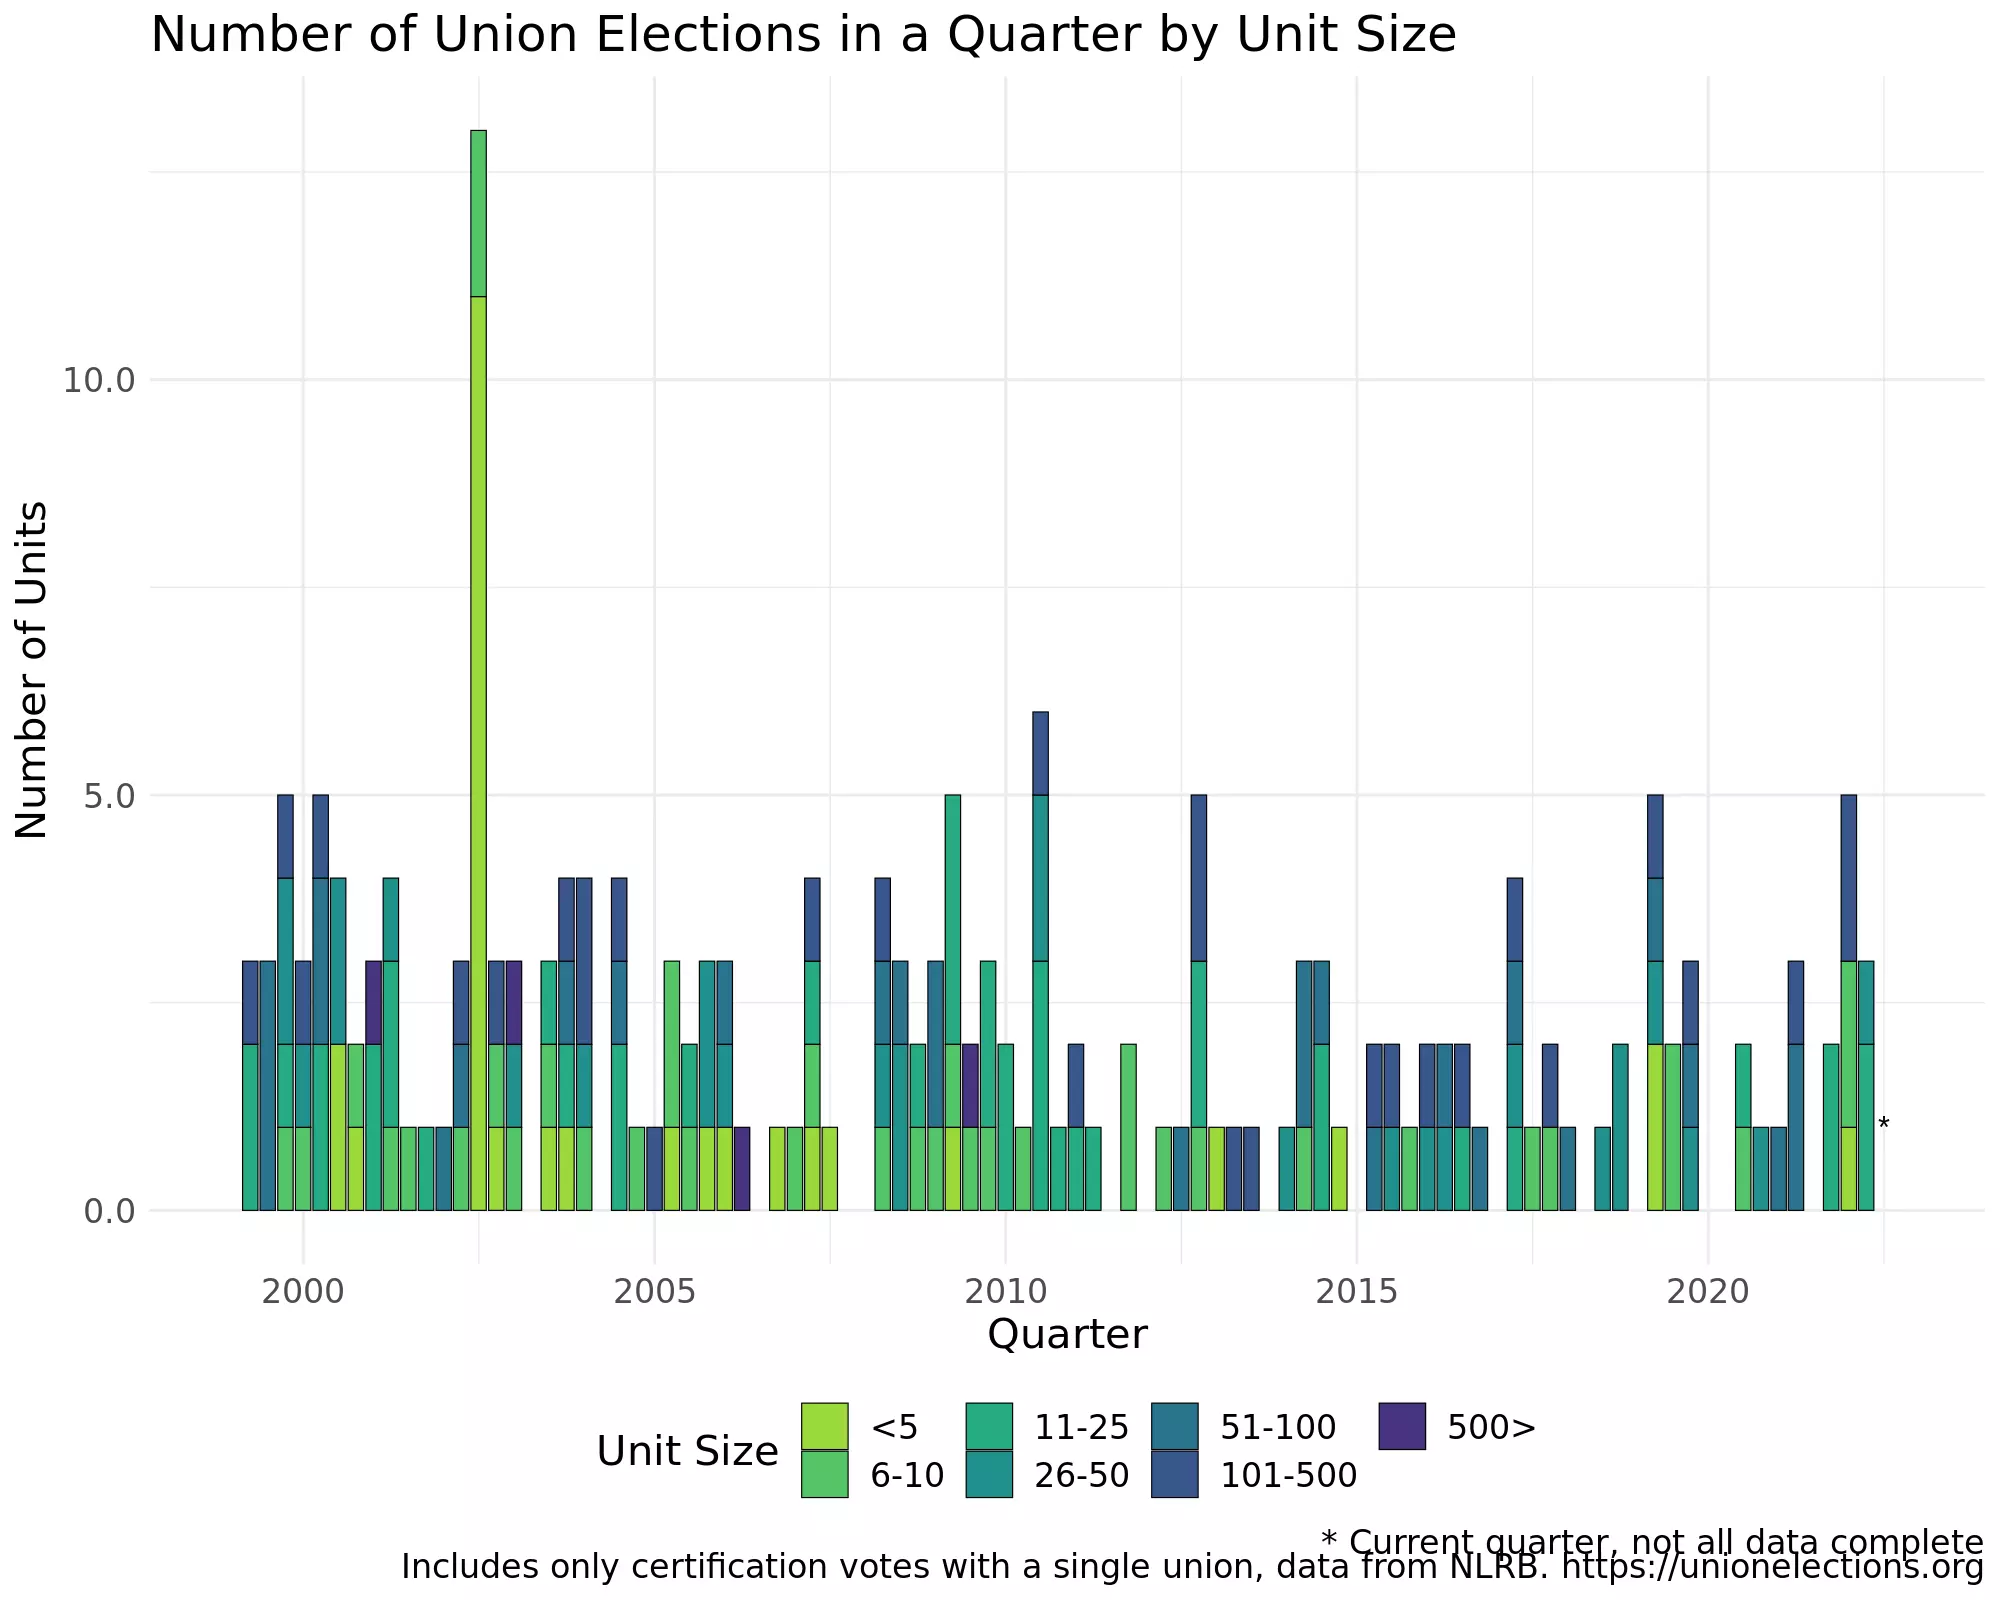 Number of Union Elections in a Quarter by Unit Size
Number of Units
10.0
5.0
0.0
*
2000 2005 2010 2015 2020
Quarter
Unit Size
<5 11-25 51-100 500>
6-10 26-50 101-500
* Current quarter, not all data complete
Includes only certification votes with a single union, data from NLRB. https://unionelections.org